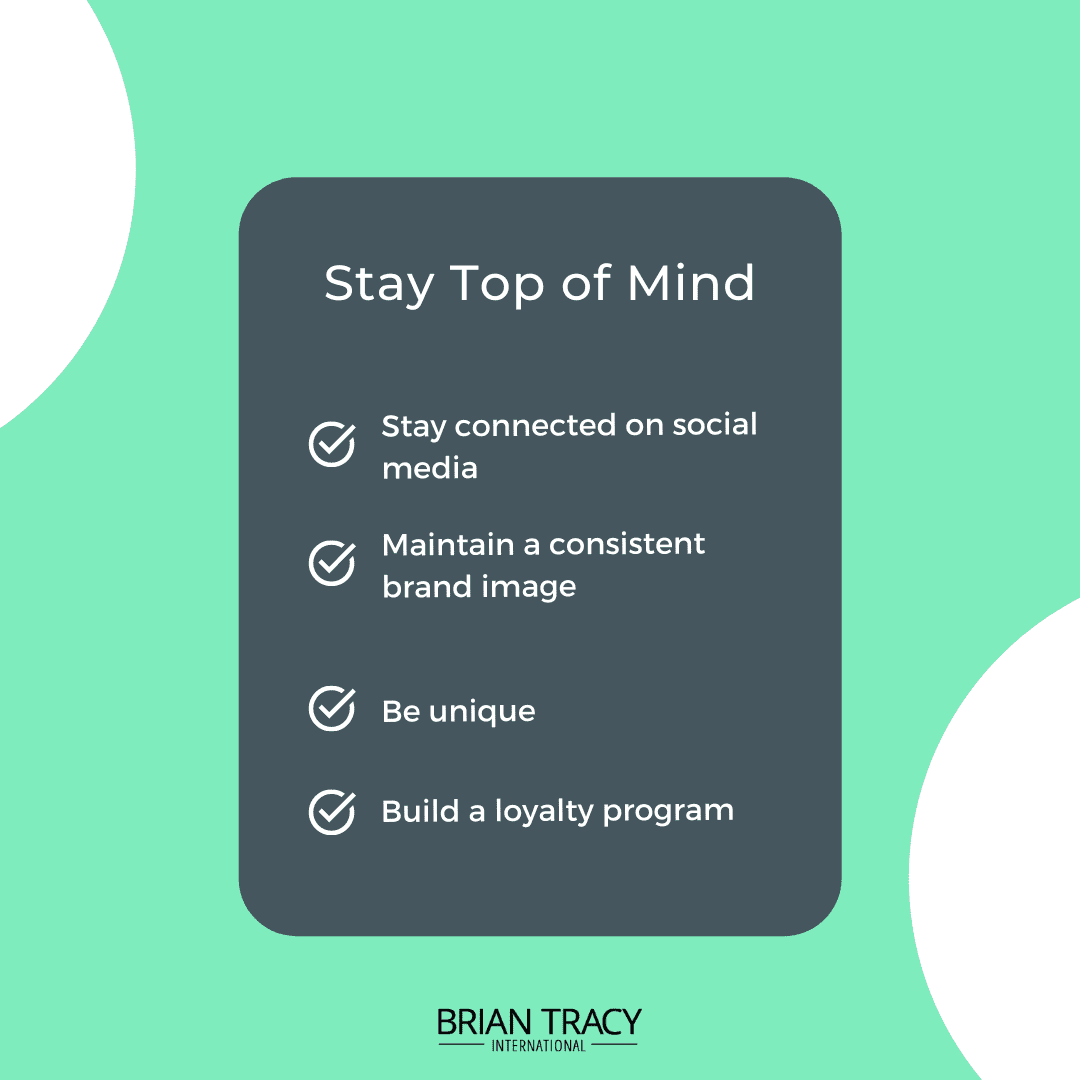 Stay Top of Mind
Stay connected on social
media
Maintain a consistent
brand image
Be unique
Build a loyalty program
BRIAN TRACY
INTERNATIONAL